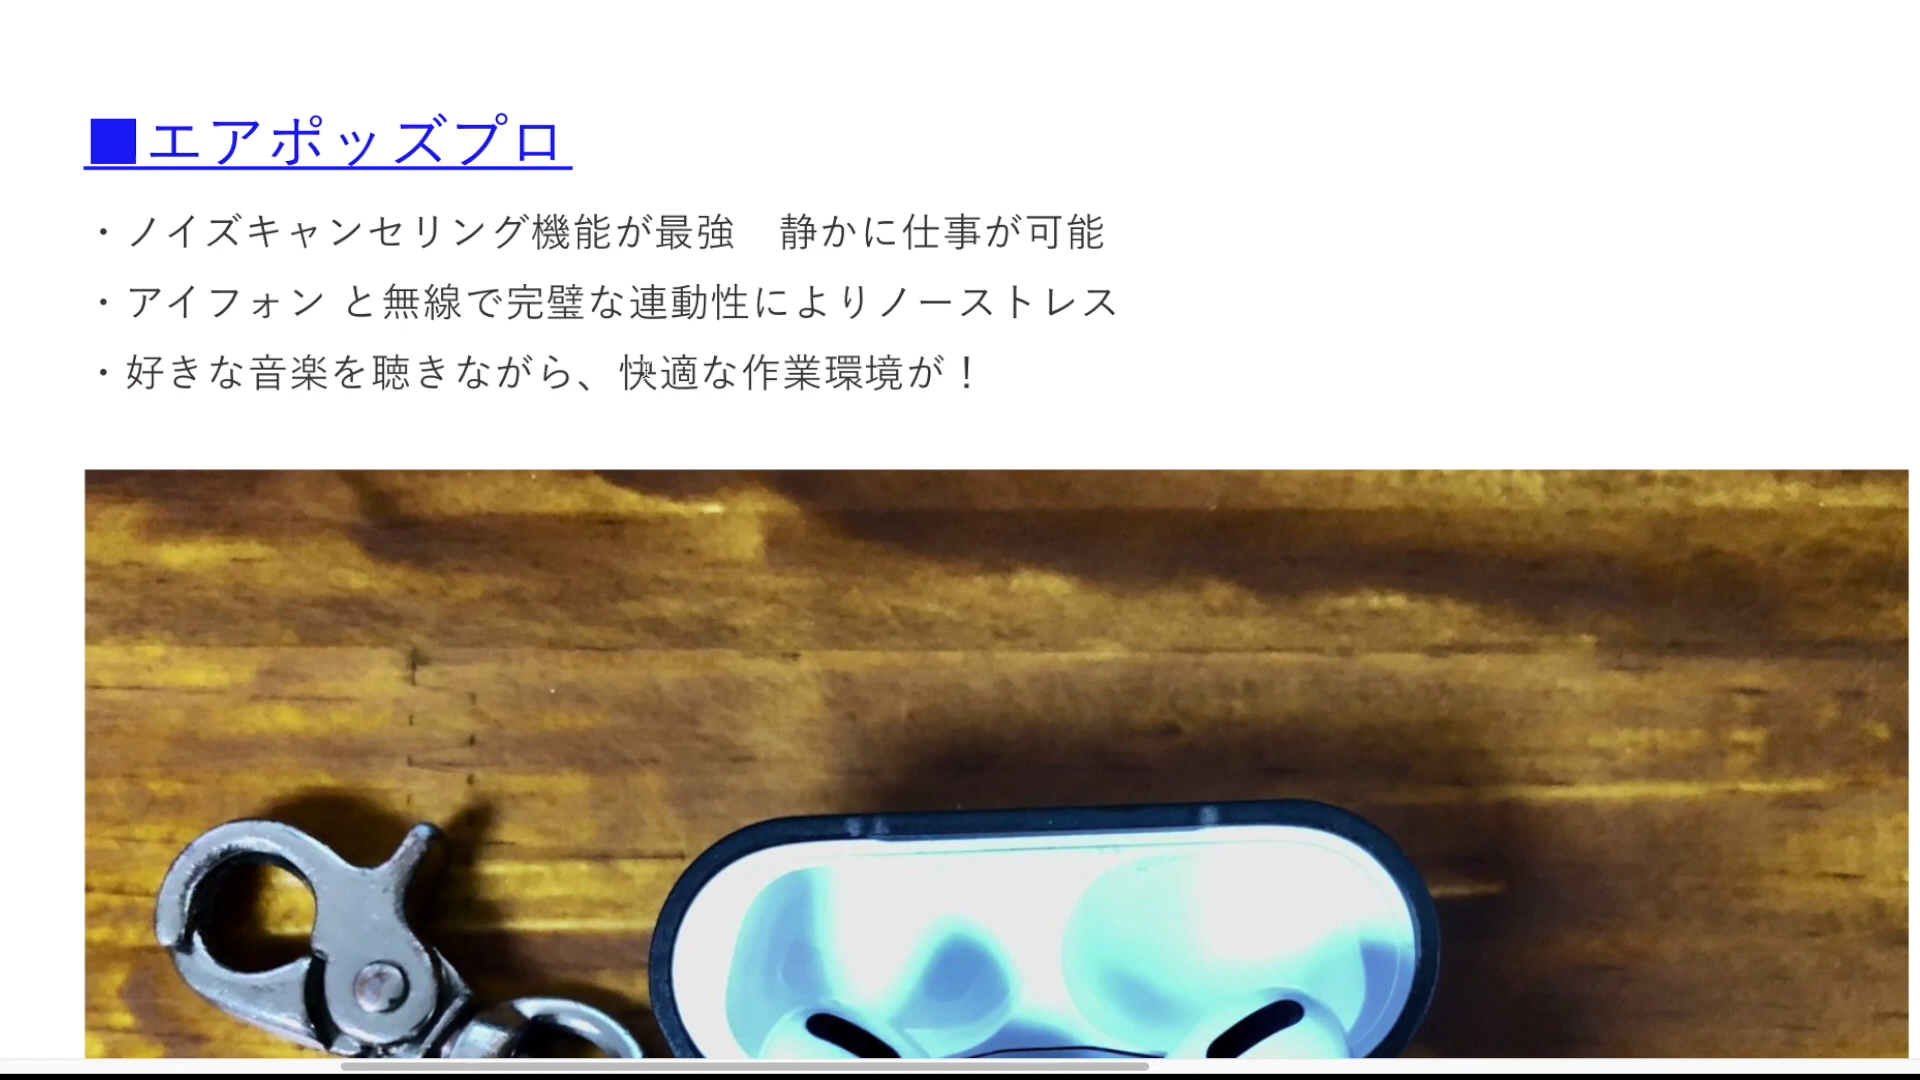 ■エアポッズプロ
・ノイズキャンセリング機能が最強　静かに仕事が可能
・アイフォン と無線で完璧な連動性によりノーストレス
・好きな音楽を聴きながら、快適な作業環境が！